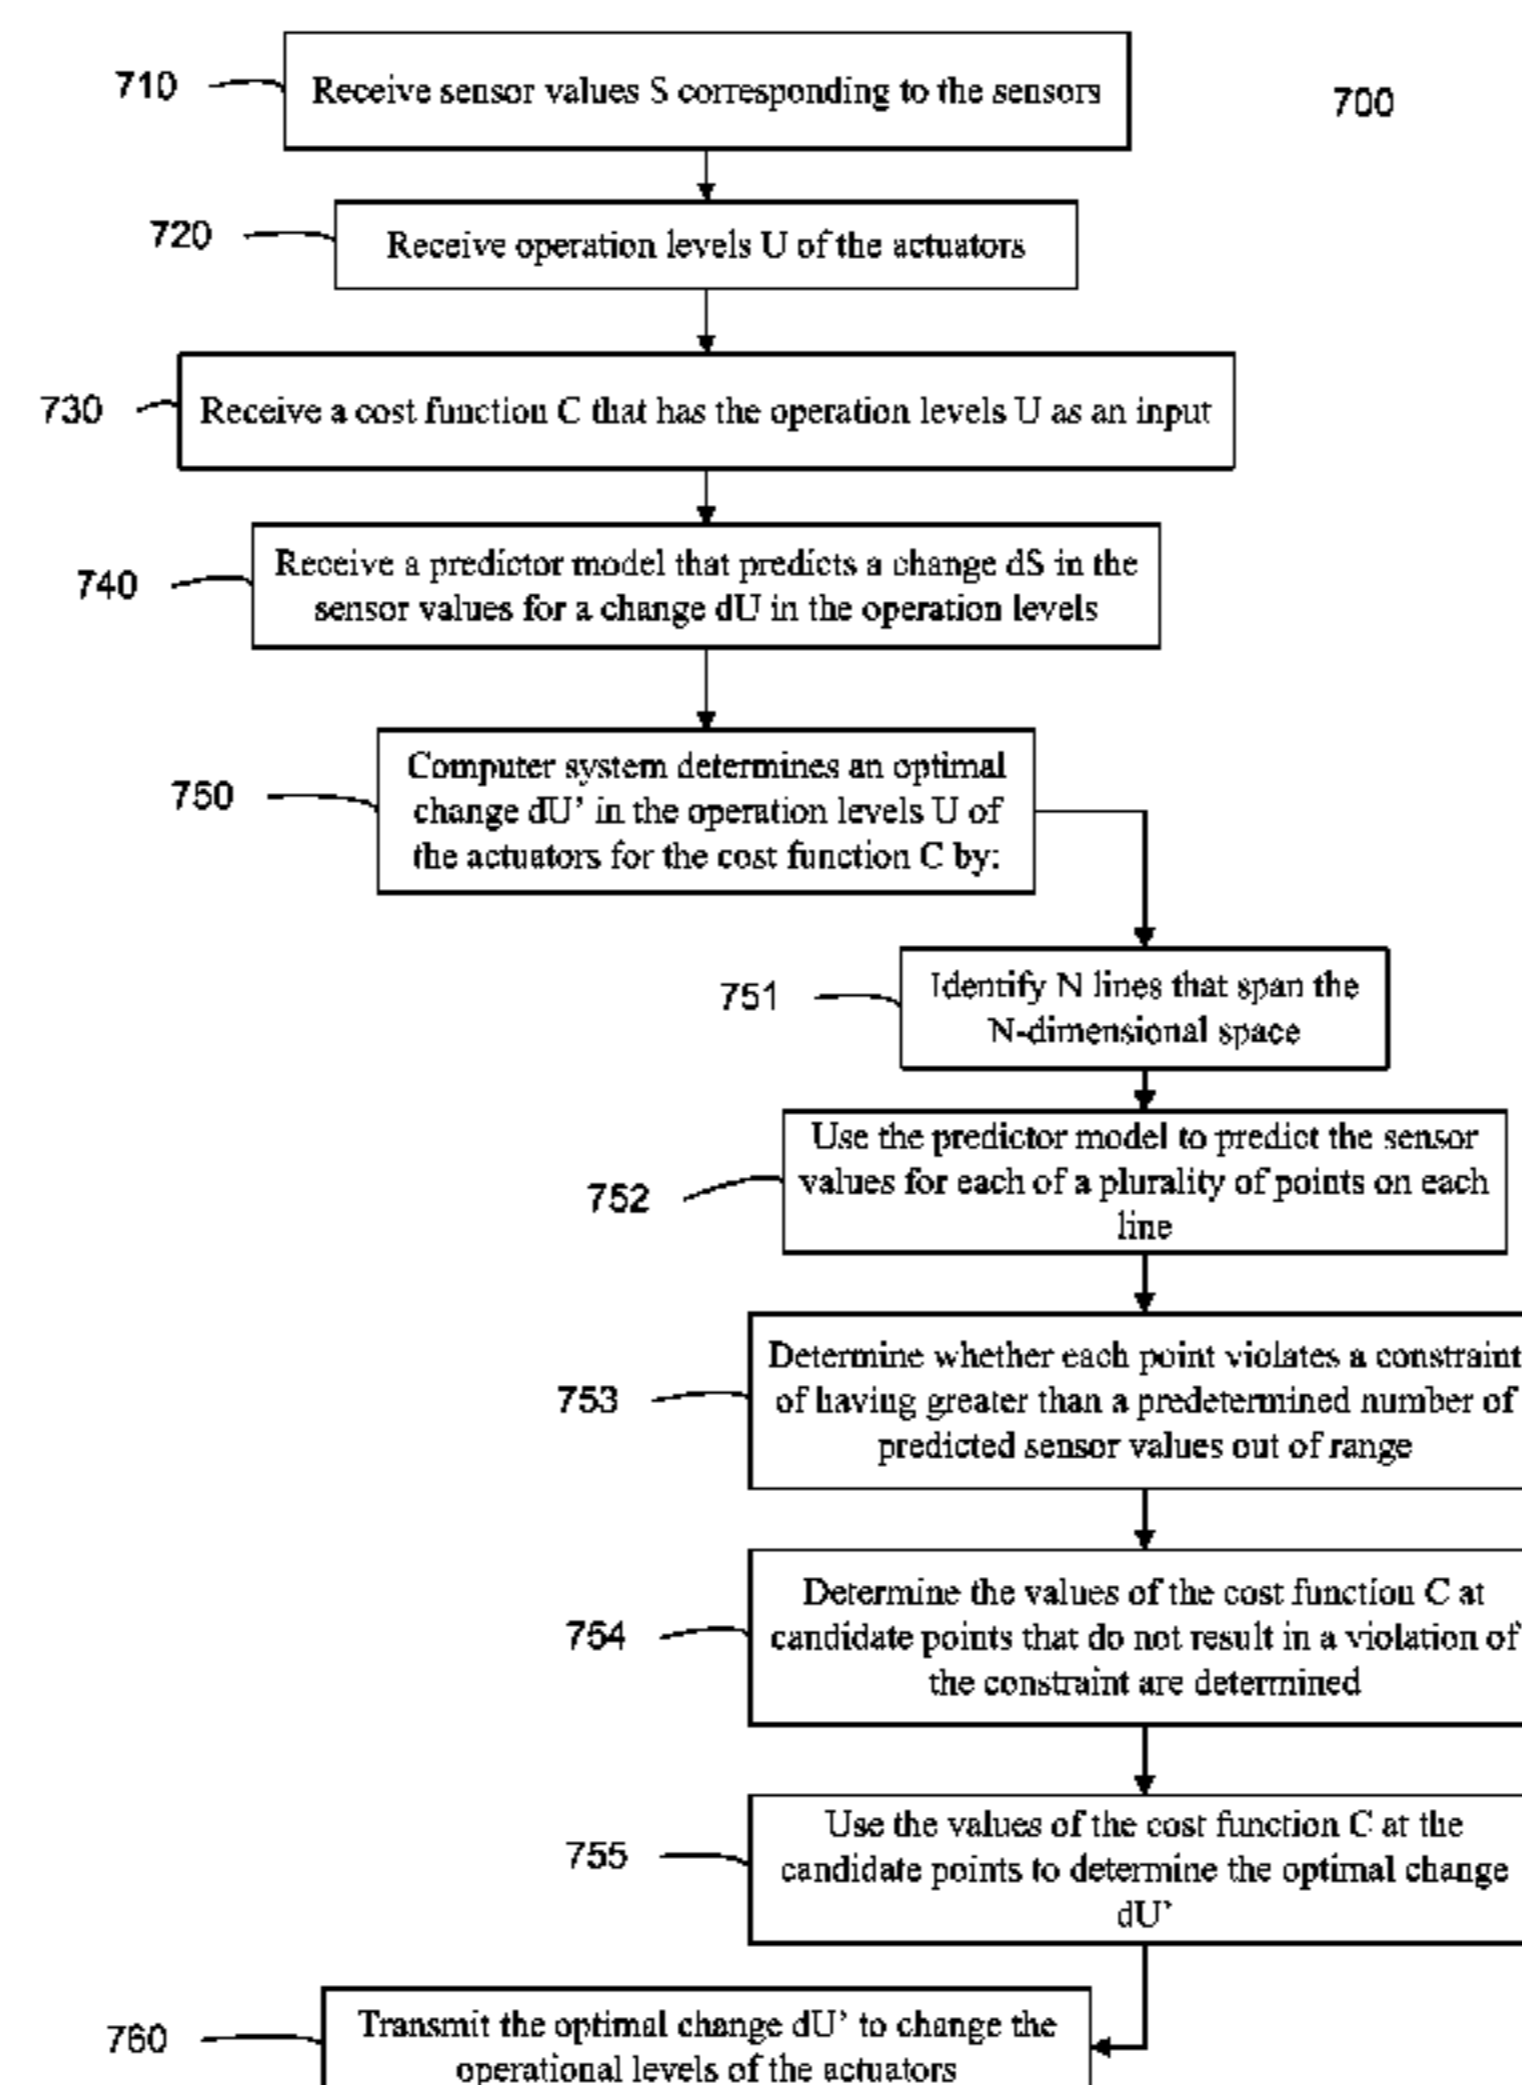 710
Receive sensor values S corresponding to the sensors
700
720
Receive operation levels U of the actuators
730
Receive a cost function C that has the operation levels U as an input
740
Receive a predictor model that predicts a change dS in the
sensor values for a change dU in the operation levels
750
Computer system determines an optimal
change dU’ in the operation levels U of
the actuators for the cost function C by:
751
Identify N lines that span the
N-dimensional space
752
Use the predictor model to predict the sensor
values for each of a plurality of points on each
line
753
Determine whether each point violates a constraint
of having greater than a predetermined number of
predicted sensor values out of range
754
Determine the values of the cost function C at
candidate points that do not result in a violation of
the constraint are determined
755
Use the values of the cost function C at the
candidate points to determine the optimal change
dU’
760
Transmit the optimal change dU’ to change the
operational levels of the actuators